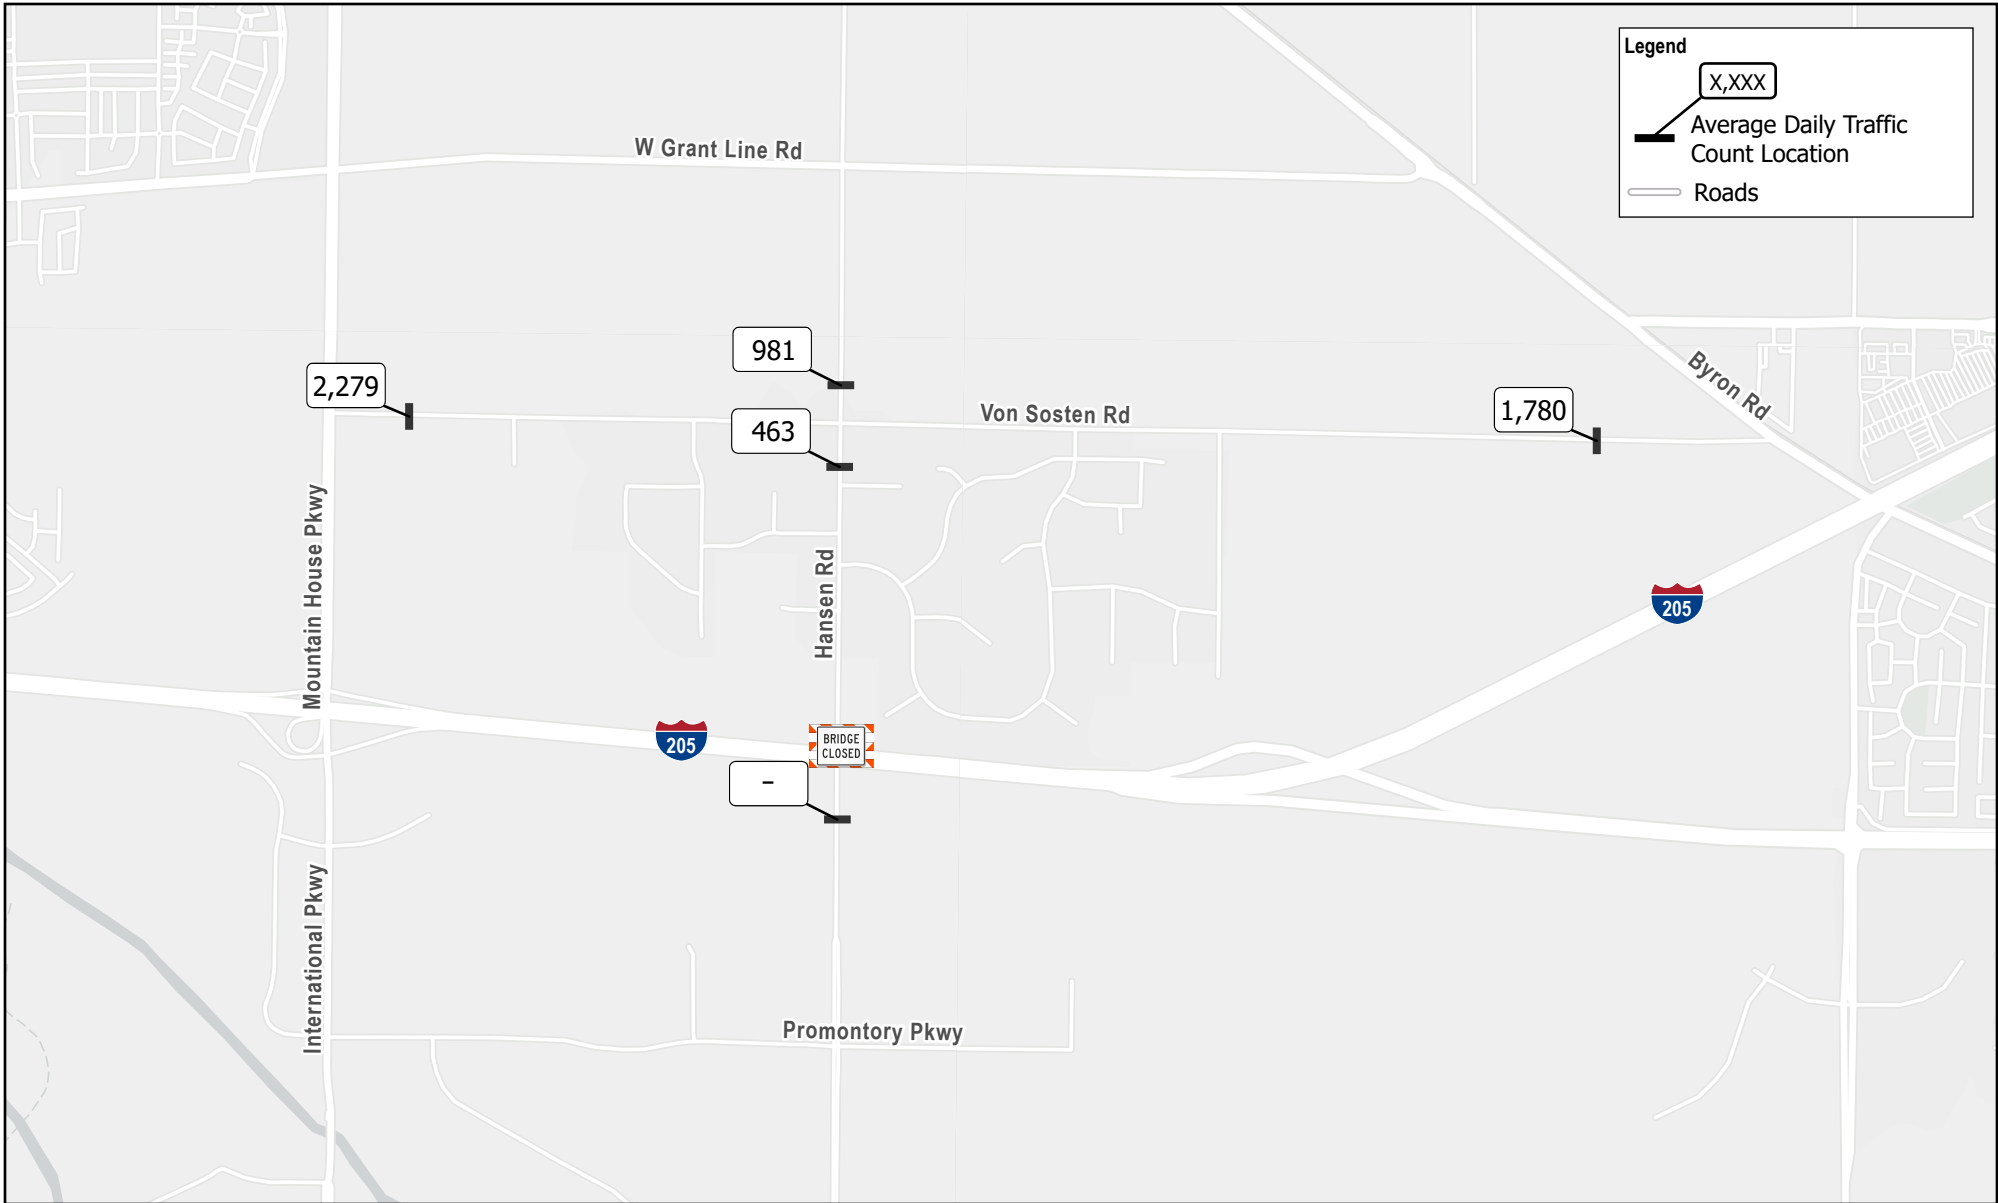 Legend
X,XXX
Average Daily Traffic
Count Location
Roads
W Grant Line Rd
981
2,279
463
Von Sosten Rd
1,780
Byron Rd
Mountain House Pkwy
Hansen Rd
205
205
BRIDGE
CLOSED
-
International Pkwy
Promontory Pkwy